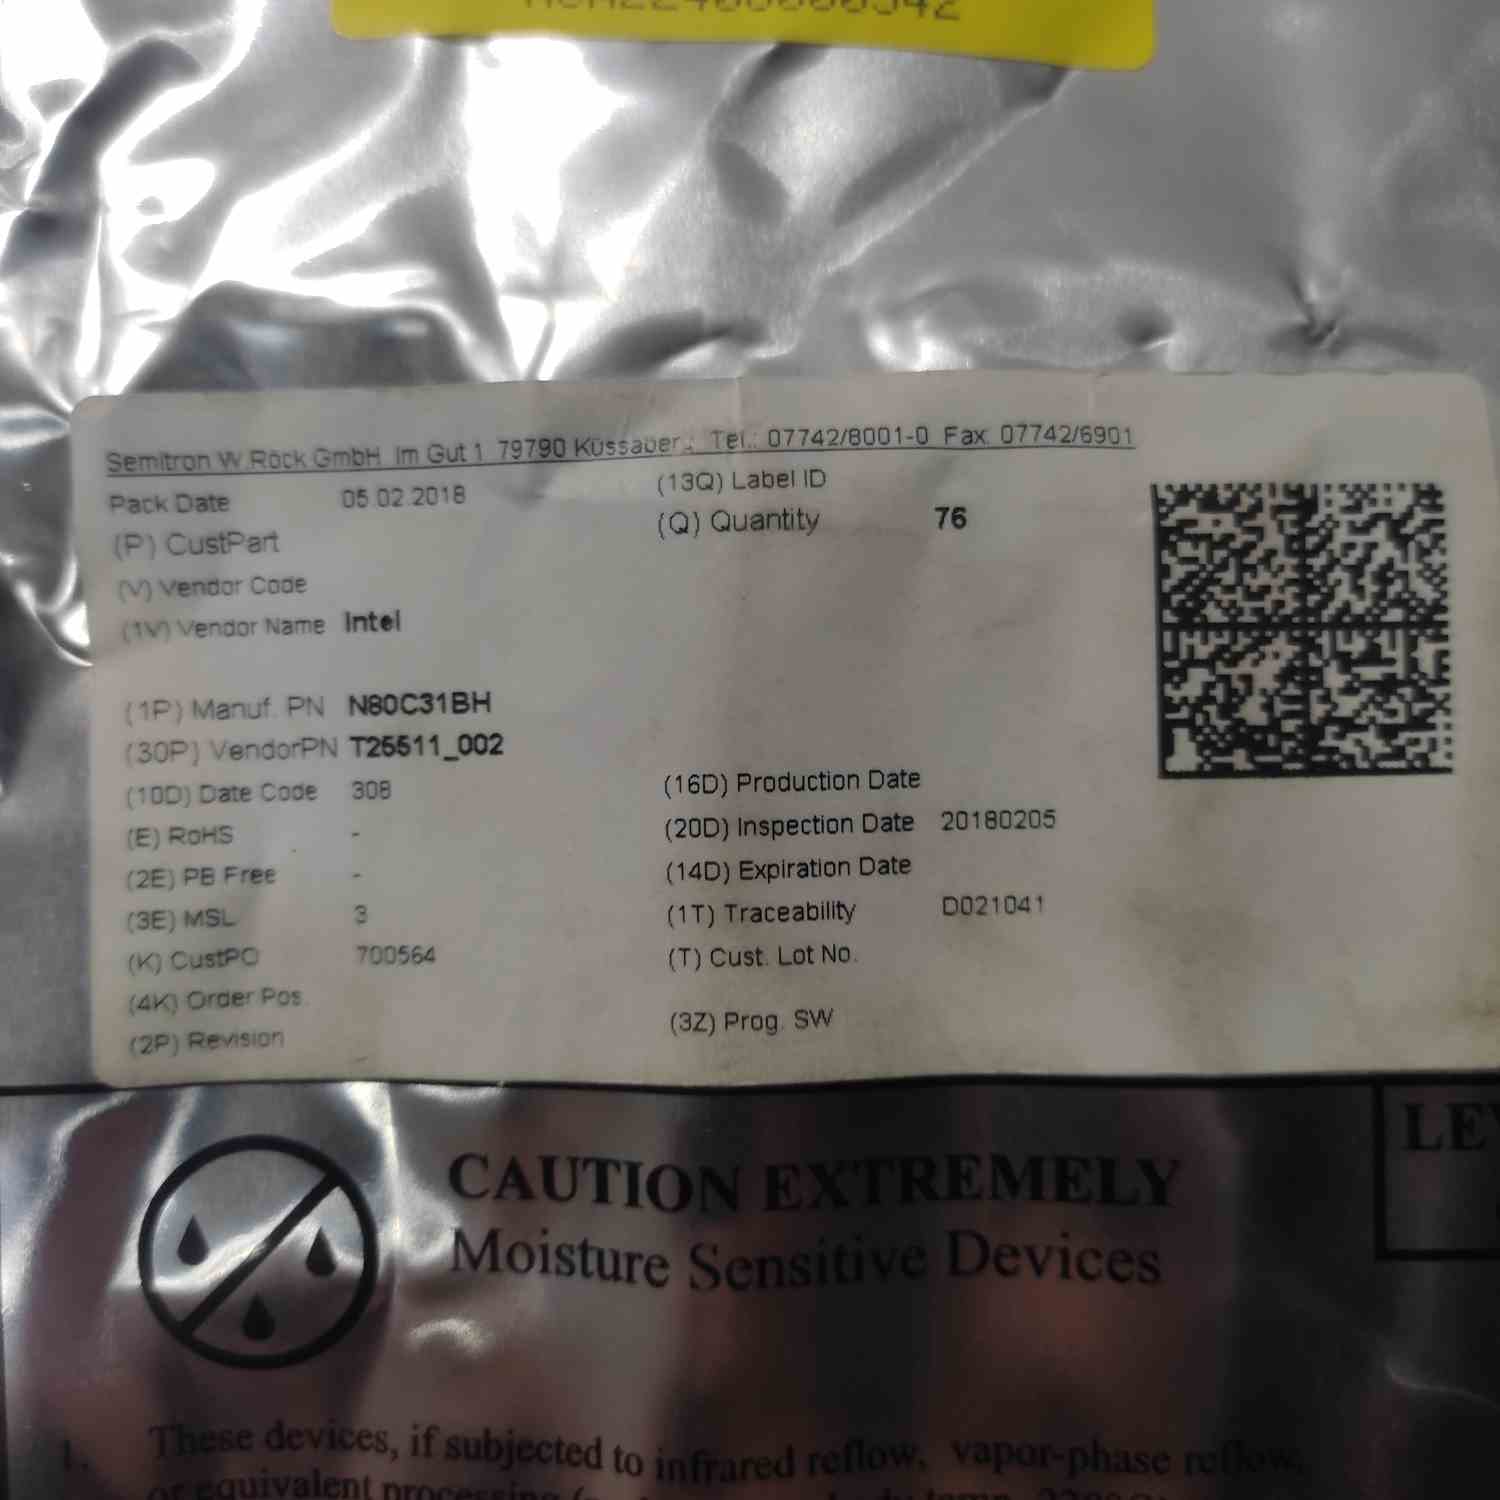 Semitron W.Röck GmbH Im Gut 1 79790 Küssaber. Tel.: 07742/8001-0 Fax. 07742/6901
Pack Date 05.02.2018
(13Q) Label ID
(P) CustPart
(Q) Quantity 76
(V) Vendor Code
(1V) Vendor Name Intel
(1P) Manuf. PN N80C31BH
(30P) VendorPN T25511_002
(10D) Date Code 308
(16D) Production Date
(E) RoHS -
(20D) Inspection Date 20180205
(2E) PB Free -
(14D) Expiration Date
(3E) MSL 3
(1T) Traceability D021041
(K) CustPO 700564
(T) Cust. Lot No.
(4K) Order Pos.
(3Z) Prog. SW
(2P) Revision
CAUTION EXTREMELY
Moisture Sensitive Devices
1. These devices, if subjected to infrared reflow, vapor-phase reflow,
or equivalent processing